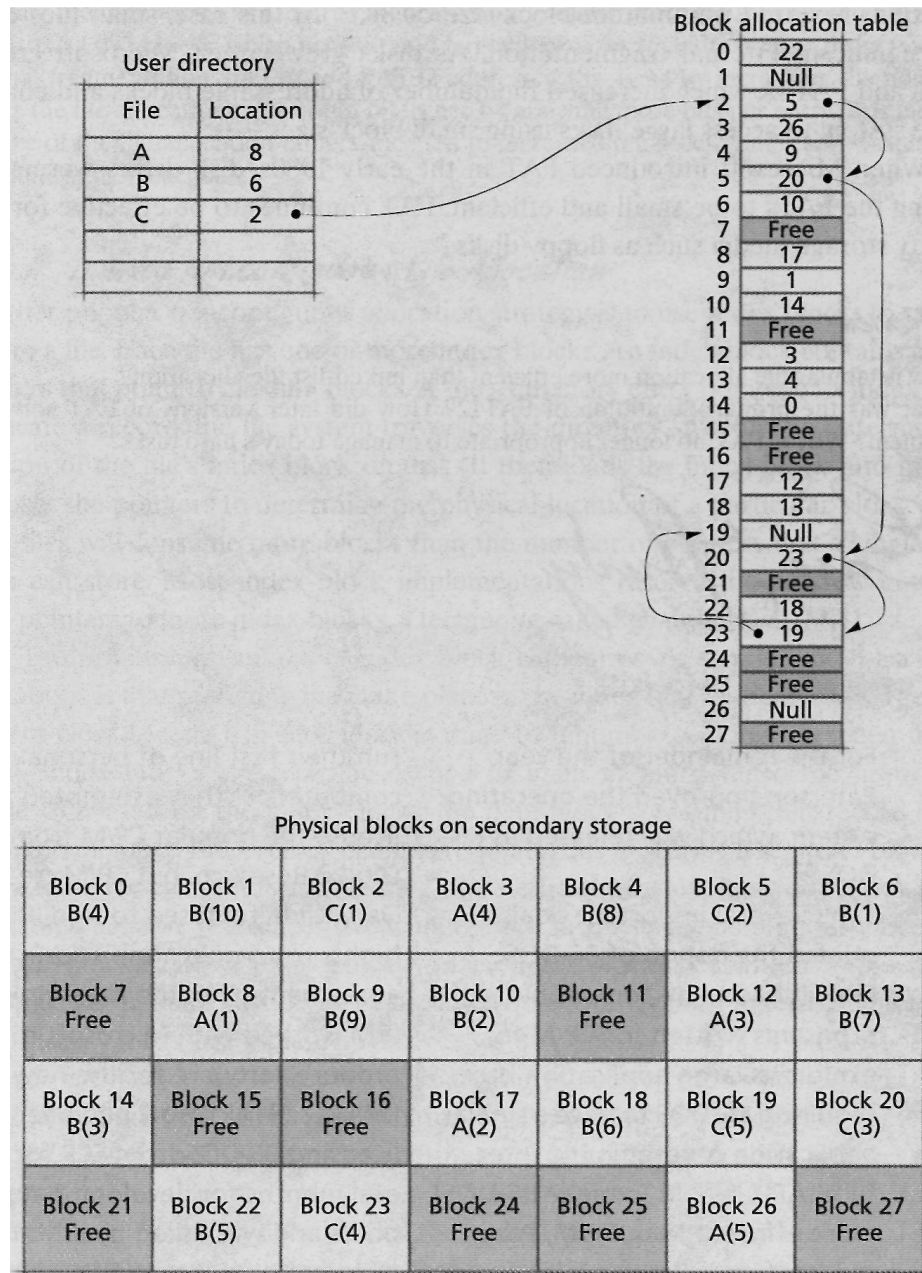 User directory
File Location
A 8
B 6
C 2
Block allocation table
0 22
1 Null
2 5
3 26
4 9
5 20
6 10
7 Free
8 17
9 1
10 14
11 Free
12 3
13 4
14 0
15 Free
16 Free
17 12
18 13
19 Null
20 23
21 Free
22 18
23 19
24 Free
25 Free
26 Null
27 Free
Physical blocks on secondary storage
Block 0 Block 1 Block 2 Block 3 Block 4 Block 5 Block 6
B(4) B(10) C(1) A(4) B(8) C(2) B(1)
Block 7 Block 8 Block 9 Block 10 Block 11 Block 12 Block 13
Free A(1) B(9) B(2) Free A(3) B(7)
Block 14 Block 15 Block 16 Block 17 Block 18 Block 19 Block 20
B(3) Free Free A(2) B(6) C(5) C(3)
Block 21 Block 22 Block 23 Block 24 Block 25 Block 26 Block 27
Free B(5) C(4) Free Free A(5) Free